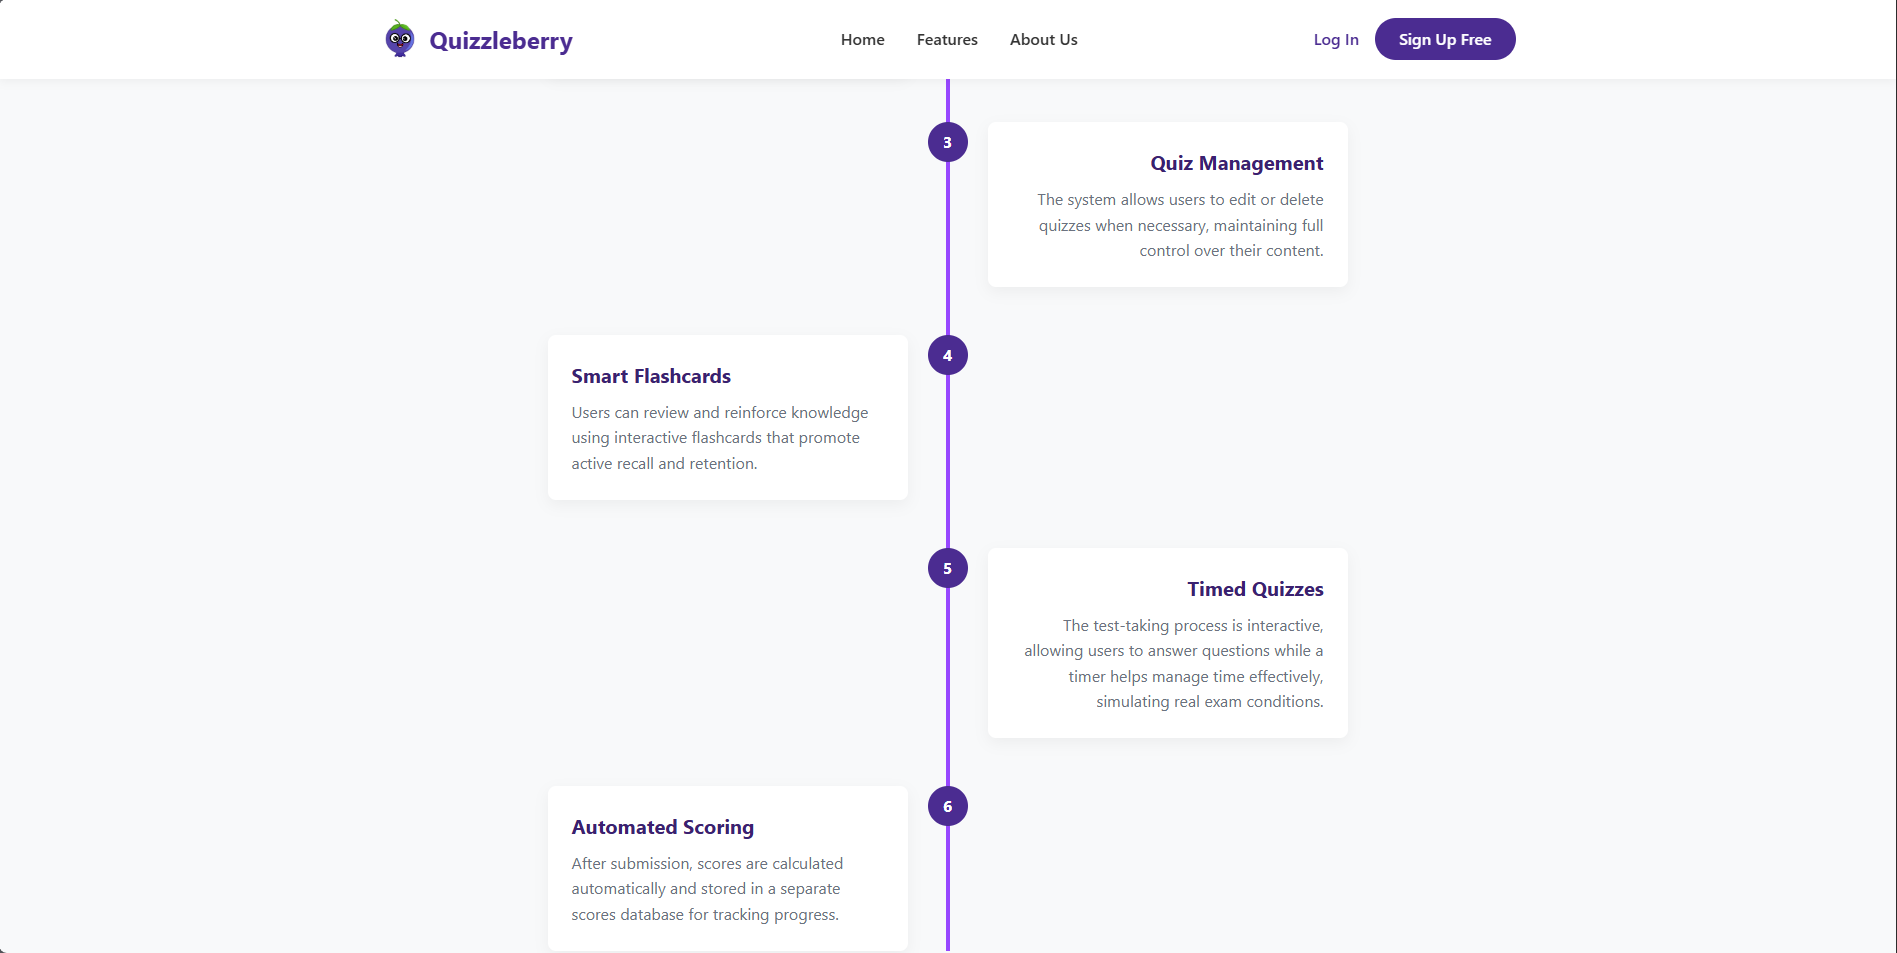 Quizzleberry
Home
Features
About Us
Log In
Sign Up Free
3
Quiz Management
The system allows users to edit or delete
quizzes when necessary, maintaining full
control over their content.
4
Smart Flashcards
Users can review and reinforce knowledge
using interactive flashcards that promote
active recall and retention.
5
Timed Quizzes
The test-taking process is interactive,
allowing users to answer questions while a
timer helps manage time effectively,
simulating real exam conditions.
6
Automated Scoring
After submission, scores are calculated
automatically and stored in a separate
scores database for tracking progress.